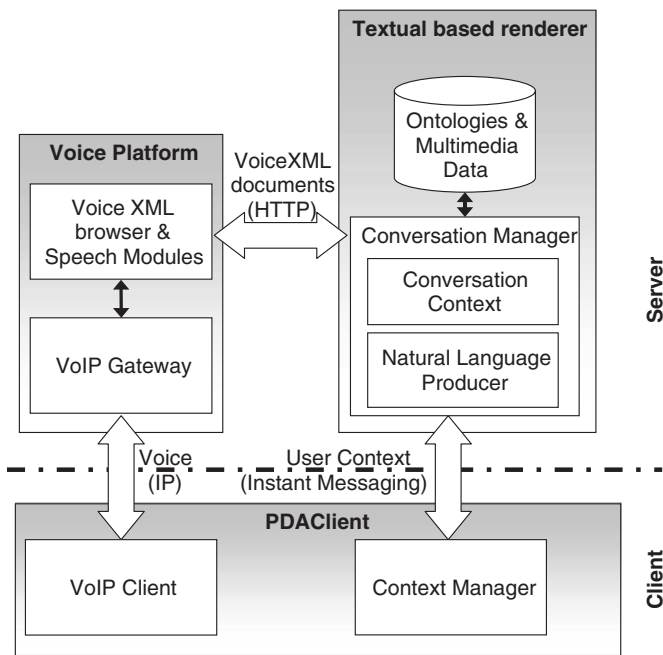 Textual based renderer
Ontologies &
Multimedia
Data
Voice Platform
VoiceXML
documents
(HTTP)
Voice XML
browser &
Speech Modules
Conversation Manager
Conversation
Context
Natural Language
Producer
VoIP Gateway
Server
Voice
(IP)
User Context
(Instant Messaging)
PDAClient
VoIP Client
Context Manager
Client